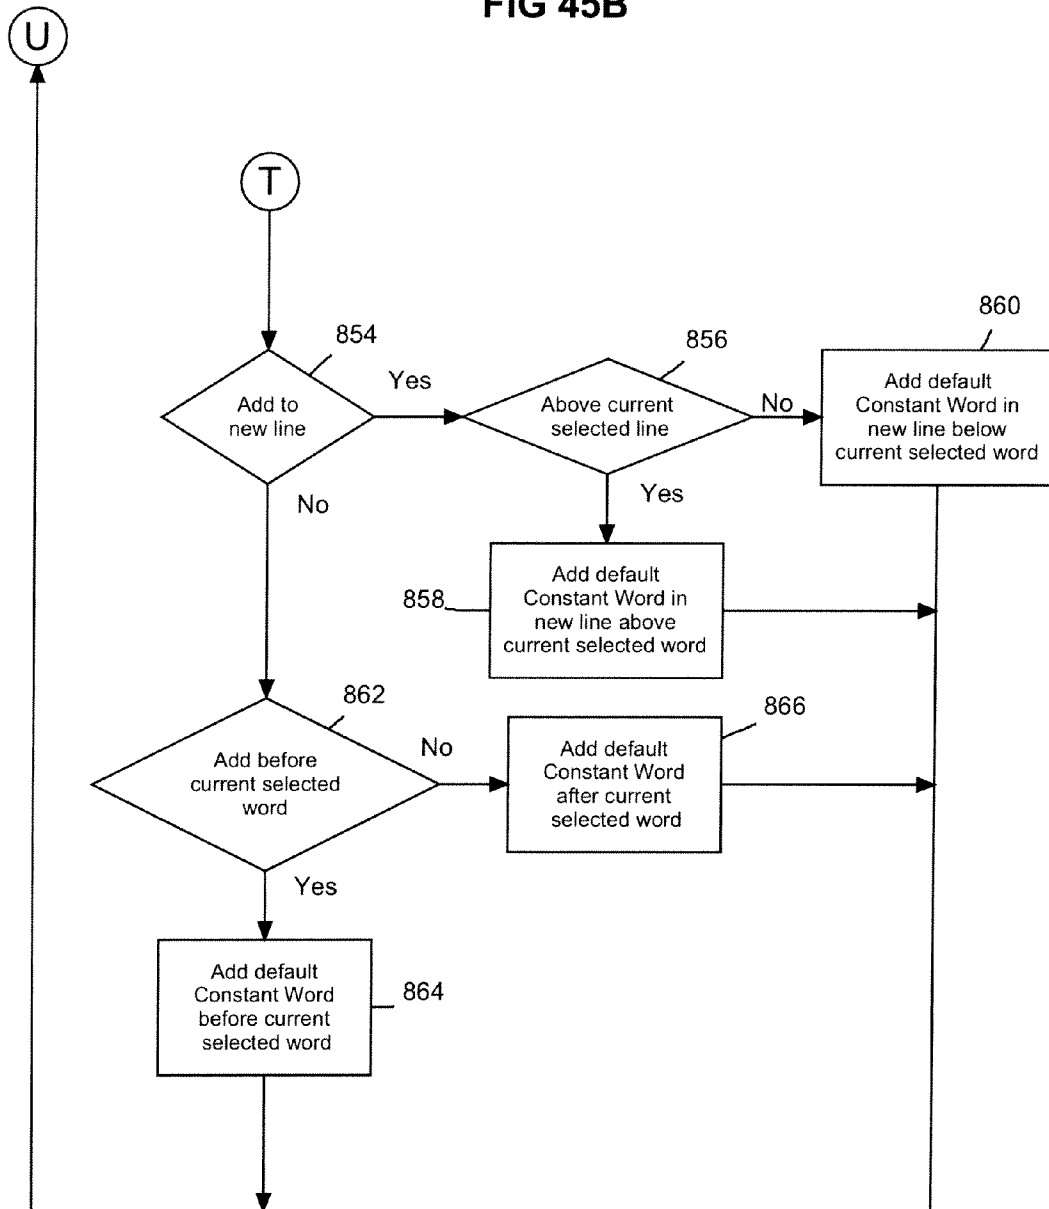 FIG 45B
U
T
854
Add to
new line
Yes
856
Above current
selected line
No
860
Add default
Constant Word in
new line below
current selected word
No
Yes
858
Add default
Constant Word in
new line above
current selected word
862
Add before
current selected
word
No
866
Add default
Constant Word
after current
selected word
Yes
Add default
Constant Word
before current
selected word
864